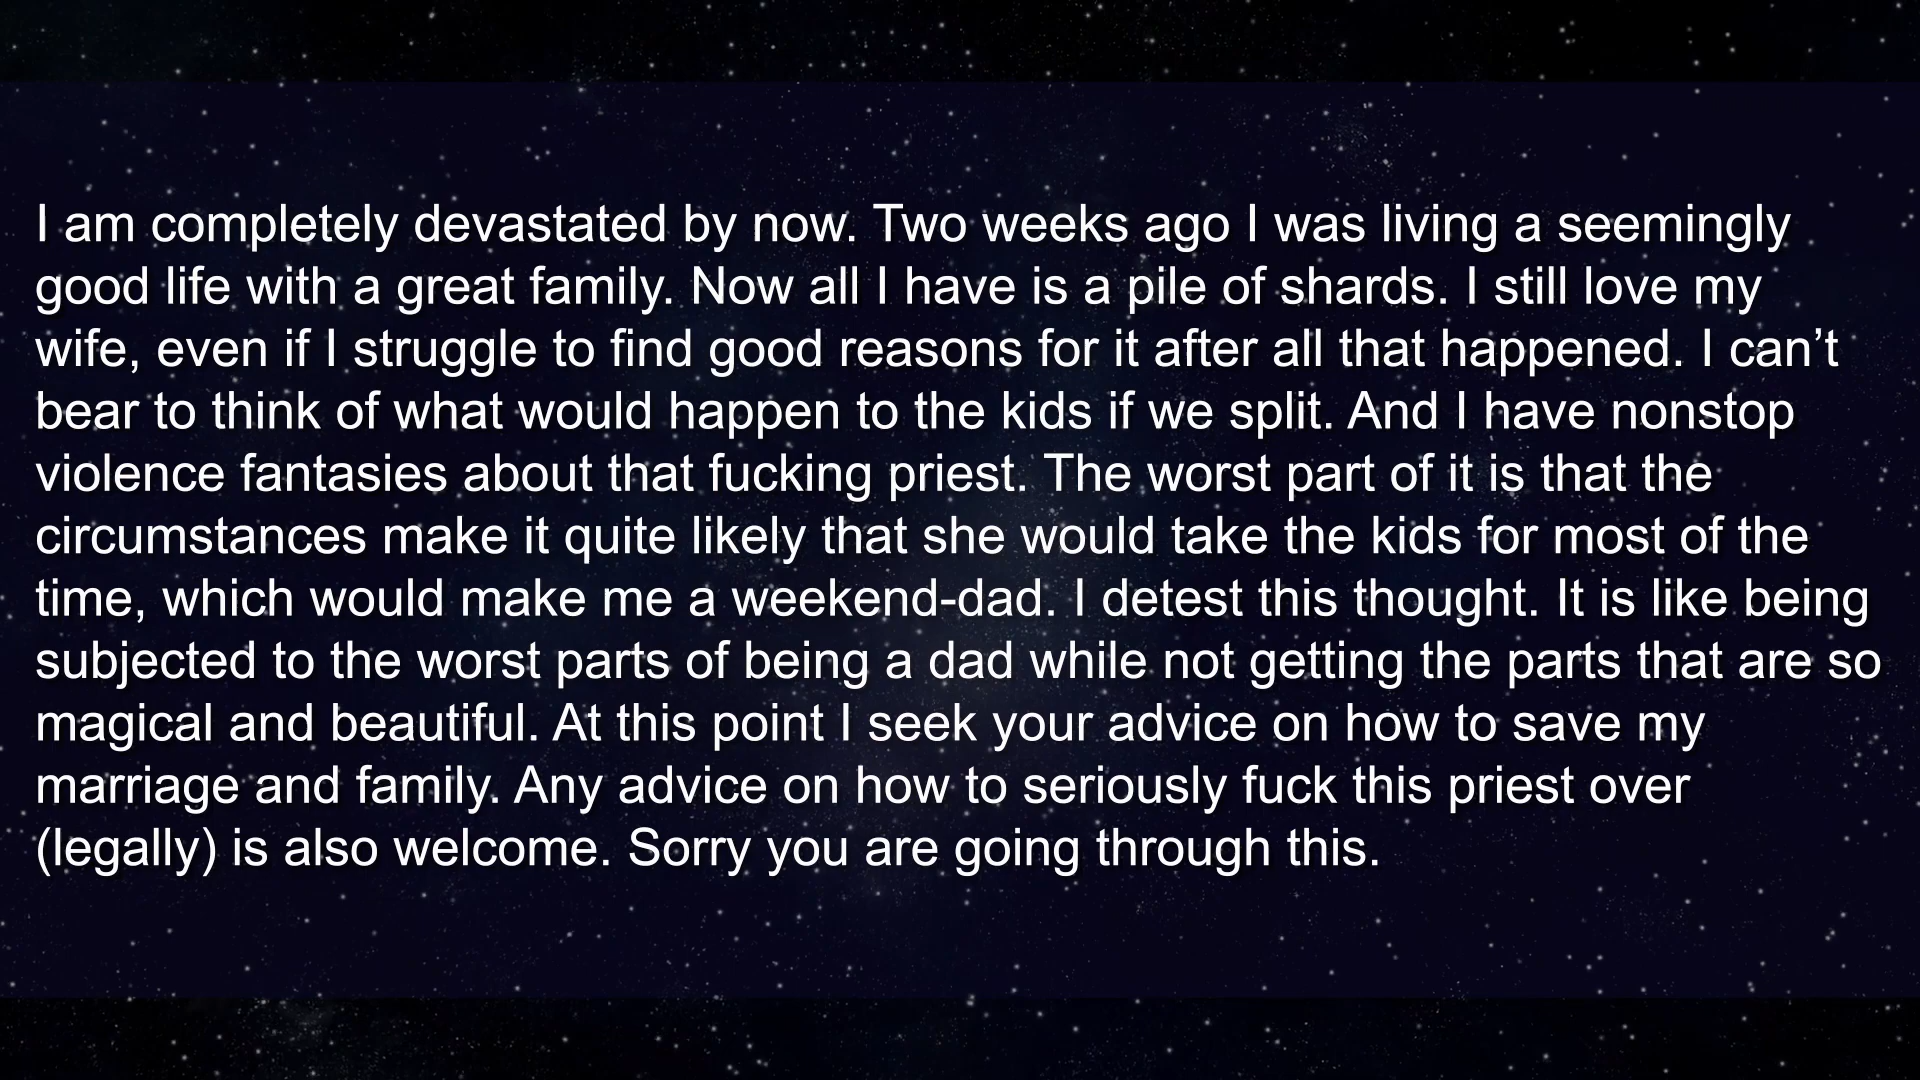 I am completely devastated by now. Two weeks ago I was living a seemingly
good life with a great family. Now all I have is a pile of shards. I still love my
wife, even if I struggle to find good reasons for it after all that happened. I can’t
bear to think of what would happen to the kids if we split. And I have nonstop
violence fantasies about that fucking priest. The worst part of it is that the
circumstances make it quite likely that she would take the kids for most of the
time, which would make me a weekend-dad. I detest this thought. It is like being
subjected to the worst parts of being a dad while not getting the parts that are so
magical and beautiful. At this point I seek your advice on how to save my
marriage and family. Any advice on how to seriously fuck this priest over
(legally) is also welcome. Sorry you are going through this.